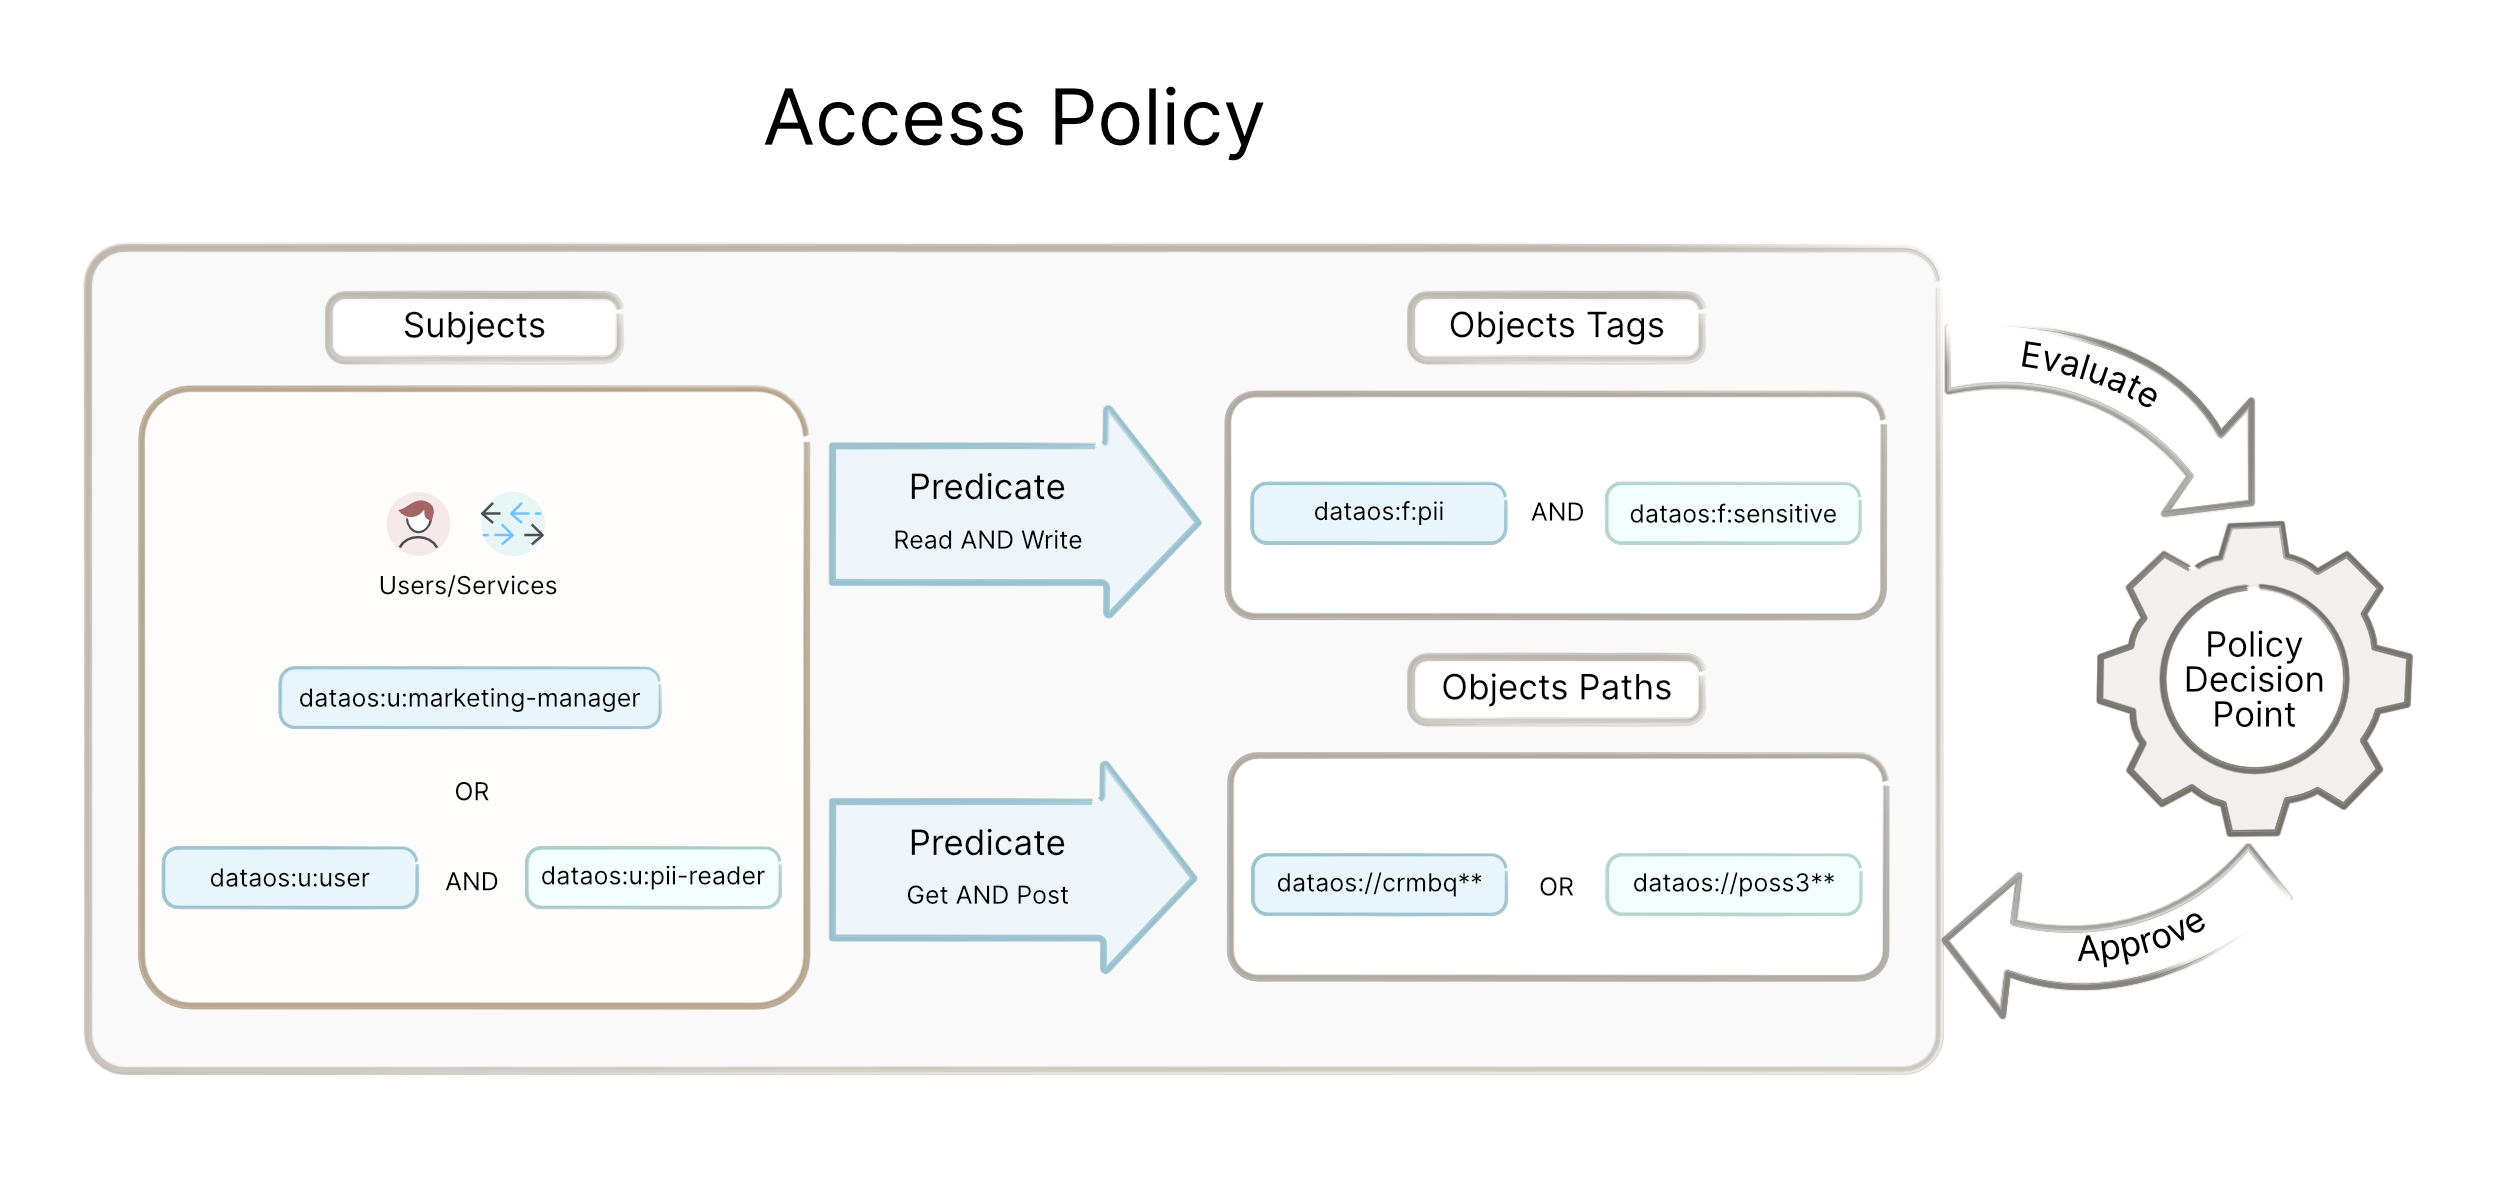 Access Policy
Subjects
Users/Services
dataos:u:marketing-manager
OR
dataos:u:user
AND
dataos:u:pii-reader
Predicate
Read AND Write
Predicate
Get AND Post
Objects Tags
dataos:f:pii
AND
dataos:f:sensitive
Objects Paths
dataos://crmbq**
OR
dataos://poss3**
Evaluate
Policy
Decision
Point
Approve